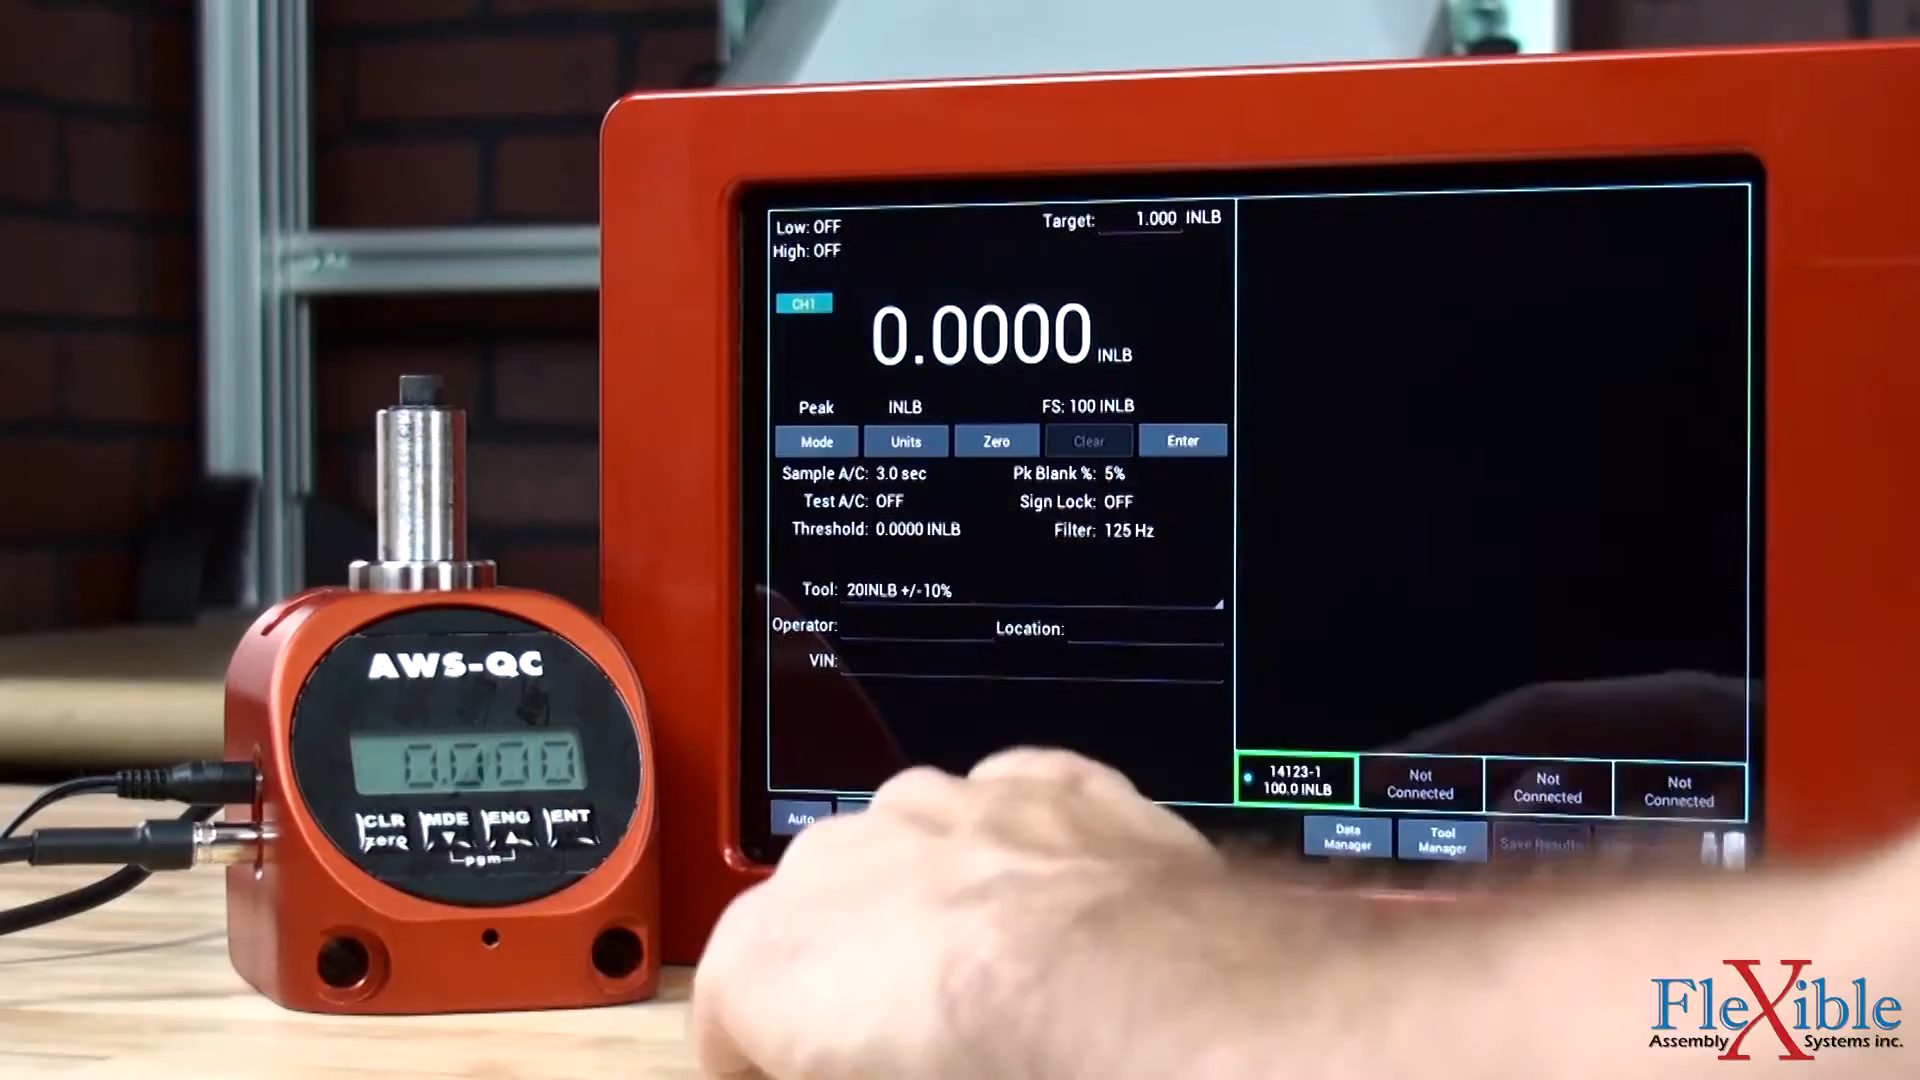 Low: OFF
Target: 1.000 INLB
High: OFF
CH1
0.0000 INLB
Peak INLB FS: 100 INLB
Mode Units Zero Clear Enter
Sample A/C: 3.0 sec Pk Blank %: 5%
Test A/C: OFF Sign Lock: OFF
Threshold: 0.0000 INLB Filter: 125 Hz
Tool: 20INLB +/-10%
Operator: Location:
VIN:
14123-1
100.0 INLB
Not
Connected
Not
Connected
Not
Connected
Auto
Data
Manager
Tool
Manager
Save Results
AWS-QC
0.000
CLR MDE ENG ENT
zero
pgm
Flexible
Assembly Systems inc.